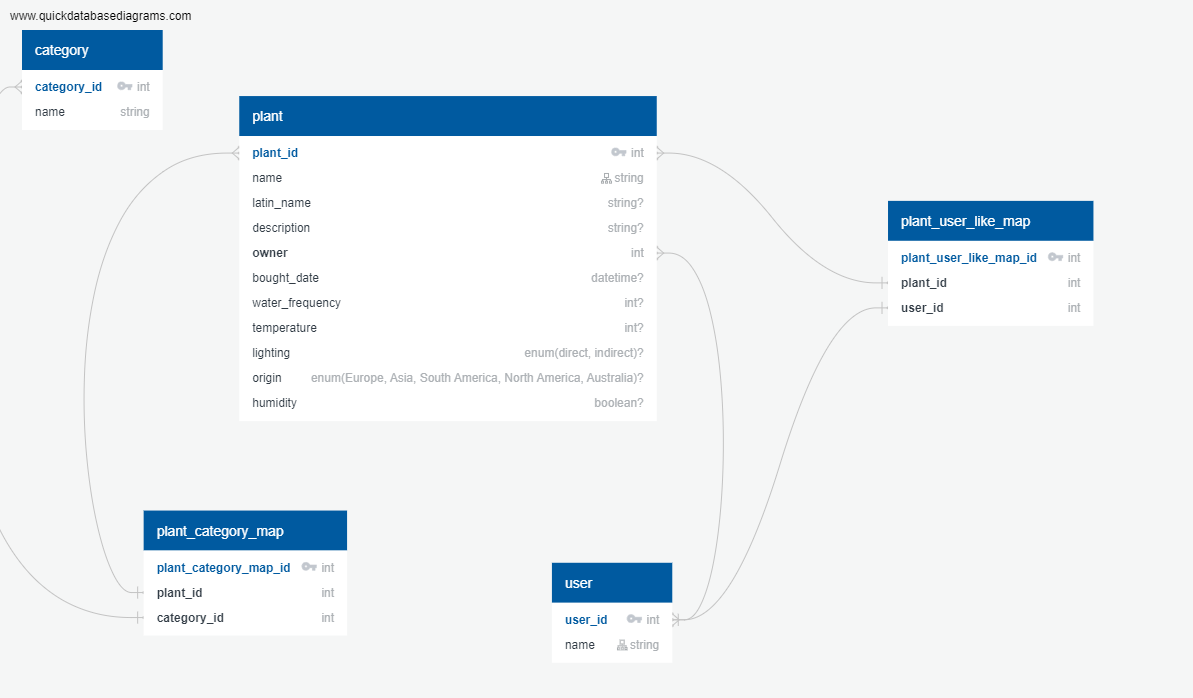 www.quickdatabasediagrams.com
category
category_id int
name string
plant
plant_id int
name string
latin_name string?
description string?
owner int
bought_date datetime?
water_frequency int?
temperature int?
lighting enum(direct, indirect)?
origin enum(Europe, Asia, South America, North America, Australia)?
humidity boolean?
plant_user_like_map
plant_user_like_map_id int
plant_id int
user_id int
plant_category_map
plant_category_map_id int
plant_id int
category_id int
user
user_id int
name string